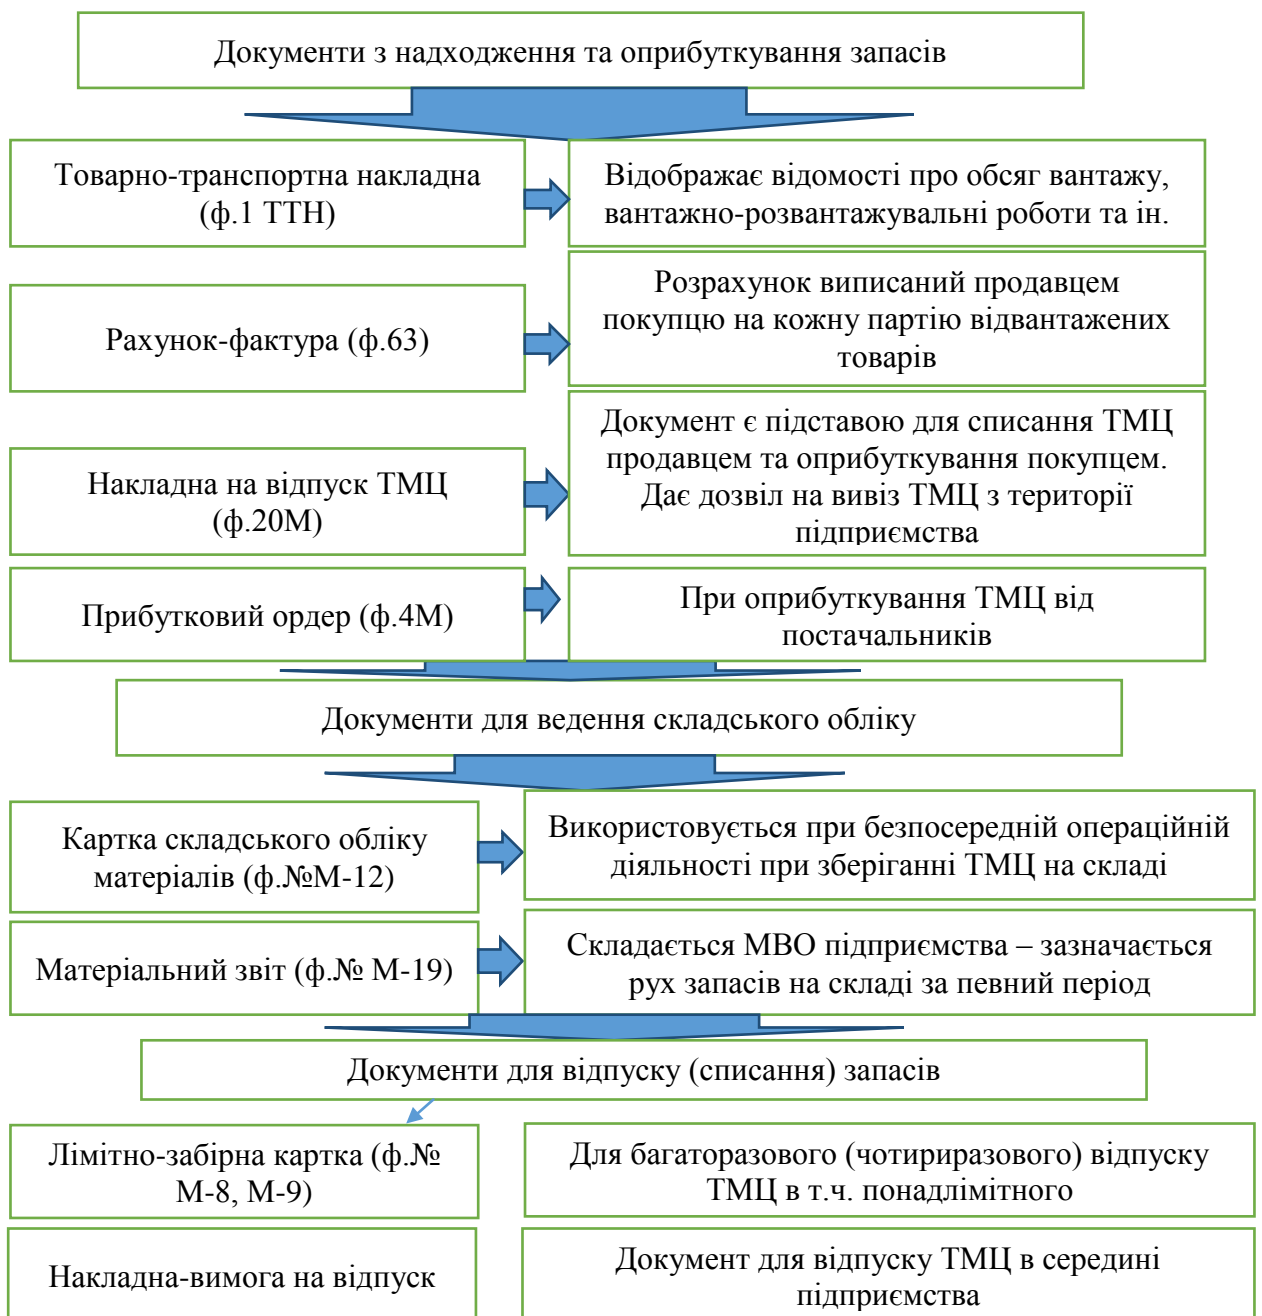 Документи з надходження та оприбуткування запасів
Товарно-транспортна накладна
(ф.1 ТТН)
Відображає відомості про обсяг вантажу,
вантажно-розвантажувальні роботи та ін.
Рахунок-фактура (ф.63)
Розрахунок виписаний продавцем
покупцю на кожну партію відвантажених
товарів
Накладна на відпуск ТМЦ
(ф.20М)
Документ є підставою для списання ТМЦ
продавцем та оприбуткування покупцем.
Дає дозвіл на вивіз ТМЦ з території
підприємства
Прибутковий ордер (ф.4М)
При оприбуткування ТМЦ від
постачальників
Документи для ведення складського обліку
Картка складського обліку
матеріалів (ф.№М-12)
Використовується при безпосередній операційній
діяльності при зберіганні ТМЦ на складі
Матеріальний звіт (ф.№ М-19)
Складається МВО підприємства – зазначається
рух запасів на складі за певний період
Документи для відпуску (списання) запасів
Лімітно-забірна картка (ф.№
М-8, М-9)
Для багаторазового (чотириразового) відпуску
ТМЦ в т.ч. понадлімітного
Накладна-вимога на відпуск
Документ для відпуску ТМЦ в середині
підприємства